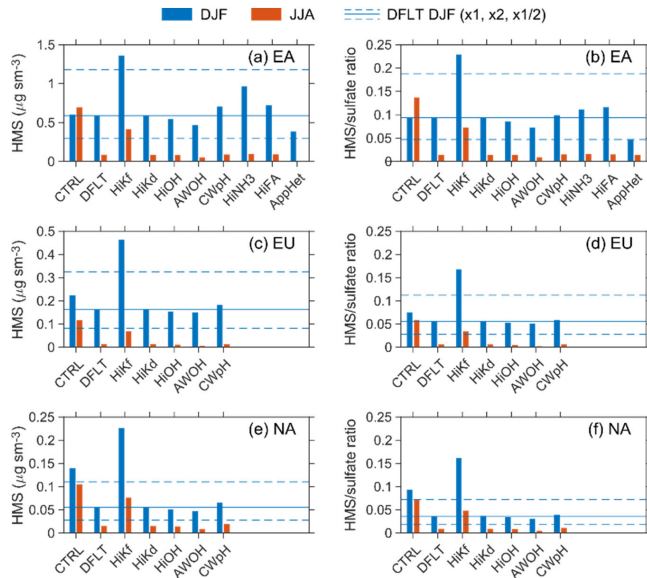 DJF JJA DFLT DJF (x1, x2, x1/2)
(a) EA
HMS (µg sm⁻³)
1.5
1
0.5
0
CTRL DFLT HiKf HiKd HiOH AWOH CWpH HiNH3 HiFA AppHet
(b) EA
HMS/sulfate ratio
0.25
0.2
0.15
0.1
0.05
0
CTRL DFLT HiKf HiKd HiOH AWOH CWpH HiNH3 HiFA AppHet
(c) EU
HMS (µg sm⁻³)
0.5
0.4
0.3
0.2
0.1
0
CTRL DFLT HiKf HiKd HiOH AWOH CWpH
(d) EU
HMS/sulfate ratio
0.25
0.2
0.15
0.1
0.05
0
CTRL DFLT HiKf HiKd HiOH AWOH CWpH
(e) NA
HMS (µg sm⁻³)
0.25
0.2
0.15
0.1
0.05
0
CTRL DFLT HiKf HiKd HiOH AWOH CWpH
(f) NA
HMS/sulfate ratio
0.25
0.2
0.15
0.1
0.05
0
CTRL DFLT HiKf HiKd HiOH AWOH CWpH